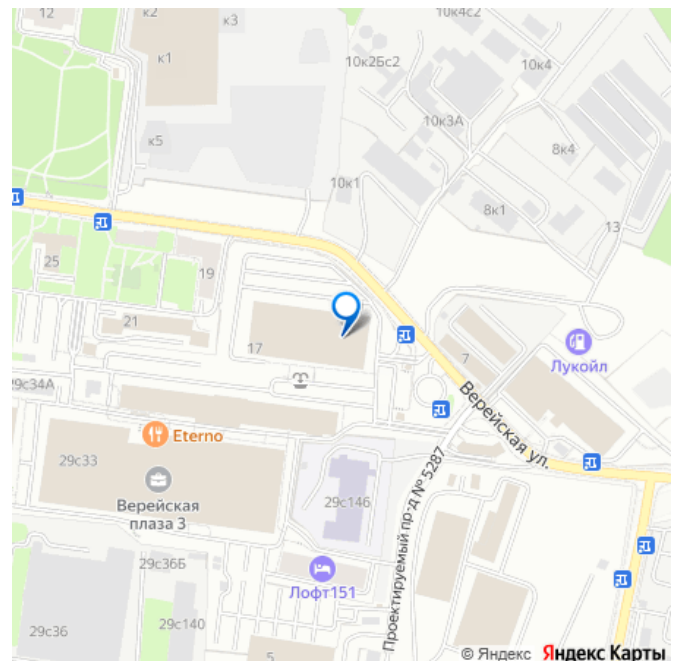 12
к2
к3
к1
10к4с2
10к2Бс2
10к4
10к3А
8к4
к5
10к1
8к1
13
25
19
21
17
7
Лукойл
29с34А
Верейская ул.
Eterno
29с33
Верейская
плаза 3
29с146
Проектируемый пр-д № 5287
29с36Б
Лофт151
29с36
29с140
5
© Яндекс Яндекс Карты